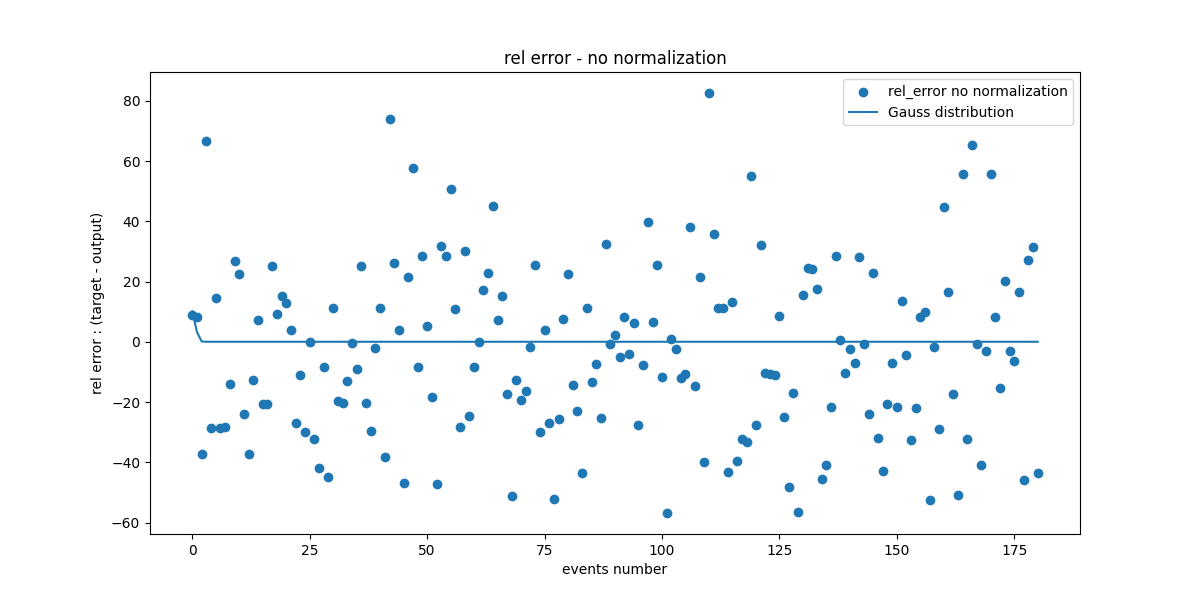 rel error - no normalization
rel_error no normalization
Gauss distribution
rel error : (target - output)
80
60
40
20
0
−20
−40
−60
0 25 50 75 100 125 150 175
events number